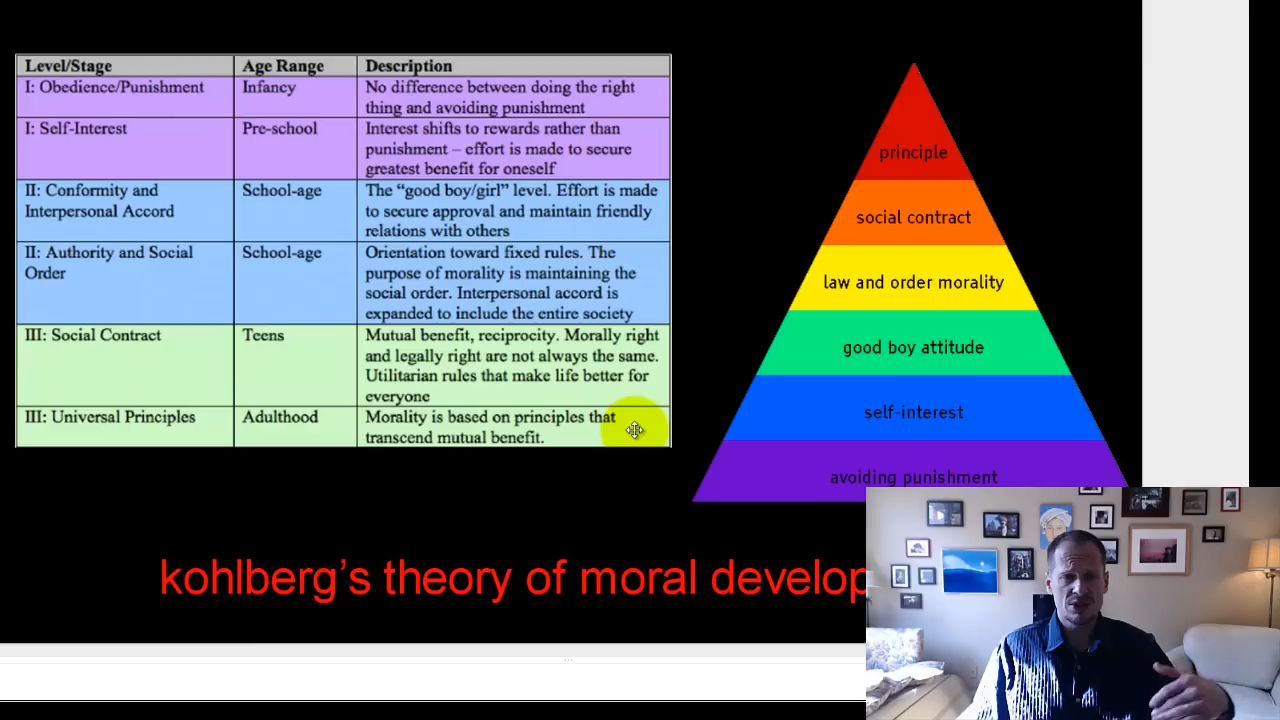 Level/Stage Age Range Description
I: Obedience/Punishment Infancy No difference between doing the right
thing and avoiding punishment
I: Self-Interest Pre-school Interest shifts to rewards rather than
punishment – effort is made to secure
greatest benefit for oneself
II: Conformity and School-age The “good boy/girl” level. Effort is made
Interpersonal Accord to secure approval and maintain friendly
relations with others
II: Authority and Social School-age Orientation toward fixed rules. The
Order purpose of morality is maintaining the
social order. Interpersonal accord is
expanded to include the entire society
III: Social Contract Teens Mutual benefit, reciprocity. Morally right
and legally right are not always the same.
Utilitarian rules that make life better for
everyone
III: Universal Principles Adulthood Morality is based on principles that
transcend mutual benefit.
principle
social contract
law and order morality
good boy attitude
self-interest
avoiding punishment
kohlberg’s theory of moral develop